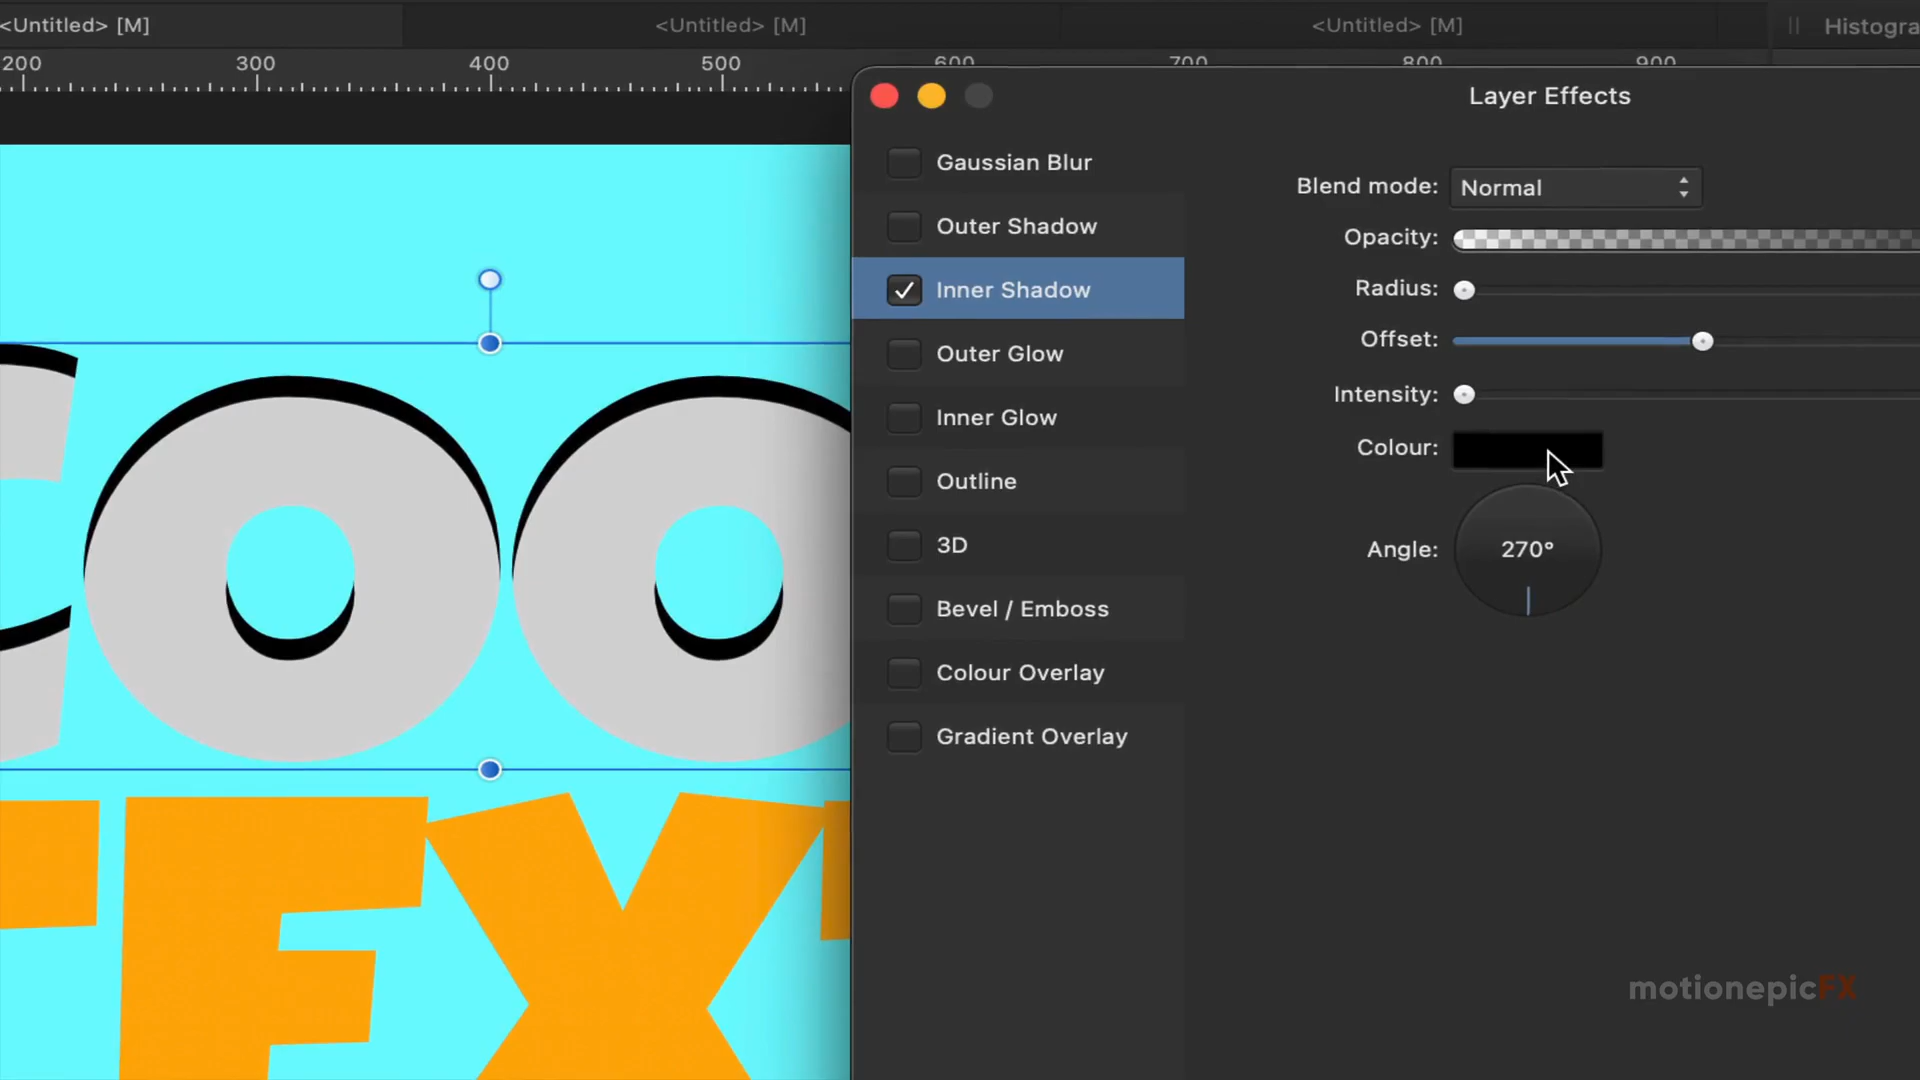 <Untitled> [M]
<Untitled> [M]
<Untitled> [M]
Histogra
200
300
400
500
600
700
800
900
Layer Effects
Gaussian Blur
Outer Shadow
Inner Shadow
Outer Glow
Inner Glow
Outline
3D
Bevel / Emboss
Colour Overlay
Gradient Overlay
Blend mode: Normal
Opacity:
Radius:
Offset:
Intensity:
Colour:
Angle: 270°
COO
TEXT
motionepicFX